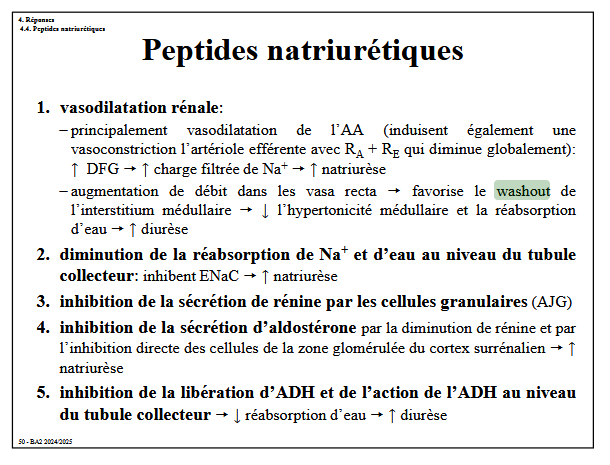 4. Réponses
4.4. Peptides natriurétiques
Peptides natriurétiques
1. vasodilatation rénale:
– principalement vasodilatation de l'AA (induisent également une
vasoconstriction l'artériole efférente avec RA + RE qui diminue globalement):
↑ DFG → ↑ charge filtrée de Na+ → ↑ natriurèse
– augmentation de débit dans les vasa recta → favorise le washout de
l'interstitium médullaire → ↓ l'hypertonicité médullaire et la réabsorption
d'eau → ↑ diurèse
2. diminution de la réabsorption de Na+ et d'eau au niveau du tubule
collecteur: inhibent ENaC → ↑ natriurèse
3. inhibition de la sécrétion de rénine par les cellules granulaires (AJG)
4. inhibition de la sécrétion d'aldostérone par la diminution de rénine et par
l'inhibition directe des cellules de la zone glomérulée du cortex surrénalien → ↑
natriurèse
5. inhibition de la libération d'ADH et de l'action de l'ADH au niveau
du tubule collecteur → ↓ réabsorption d'eau → ↑ diurèse
50 - BA2 2024/2025